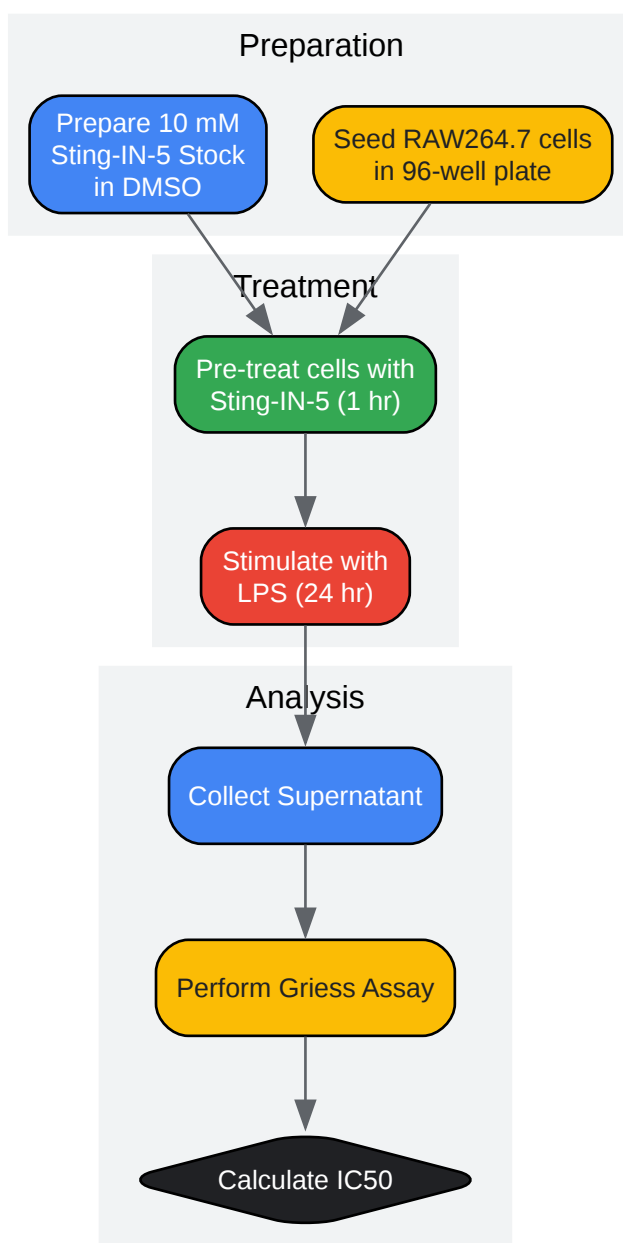 Preparation
Prepare 10 mM
Sting-IN-5 Stock
in DMSO
Seed RAW264.7 cells
in 96-well plate
Treatment
Pre-treat cells with
Sting-IN-5 (1 hr)
Stimulate with
LPS (24 hr)
Analysis
Collect Supernatant
Perform Griess Assay
Calculate IC50